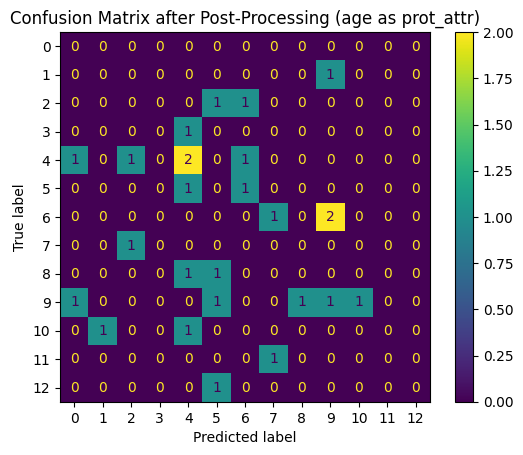 Confusion Matrix after Post-Processing (age as prot_attr)
0 0 0 0 0 0 0 0 0 0 0 0 0 0
1 0 0 0 0 0 0 0 0 0 1 0 0 0
2 0 0 0 0 0 1 1 0 0 0 0 0 0
3 0 0 0 0 1 0 0 0 0 0 0 0 0
4 1 0 1 0 2 0 1 0 0 0 0 0 0
5 0 0 0 0 1 0 1 0 0 0 0 0 0
6 0 0 0 0 0 0 0 1 0 2 0 0 0
7 0 0 1 0 0 0 0 0 0 0 0 0 0
8 0 0 0 0 1 1 0 0 0 0 0 0 0
9 1 0 0 0 0 1 0 0 1 1 1 0 0
10 0 1 0 0 1 0 0 0 0 0 0 0 0
11 0 0 0 0 0 0 0 1 0 0 0 0 0
12 0 0 0 0 0 1 0 0 0 0 0 0 0
0 1 2 3 4 5 6 7 8 9 10 11 12
Predicted label
True label
2.00
1.75
1.50
1.25
1.00
0.75
0.50
0.25
0.00